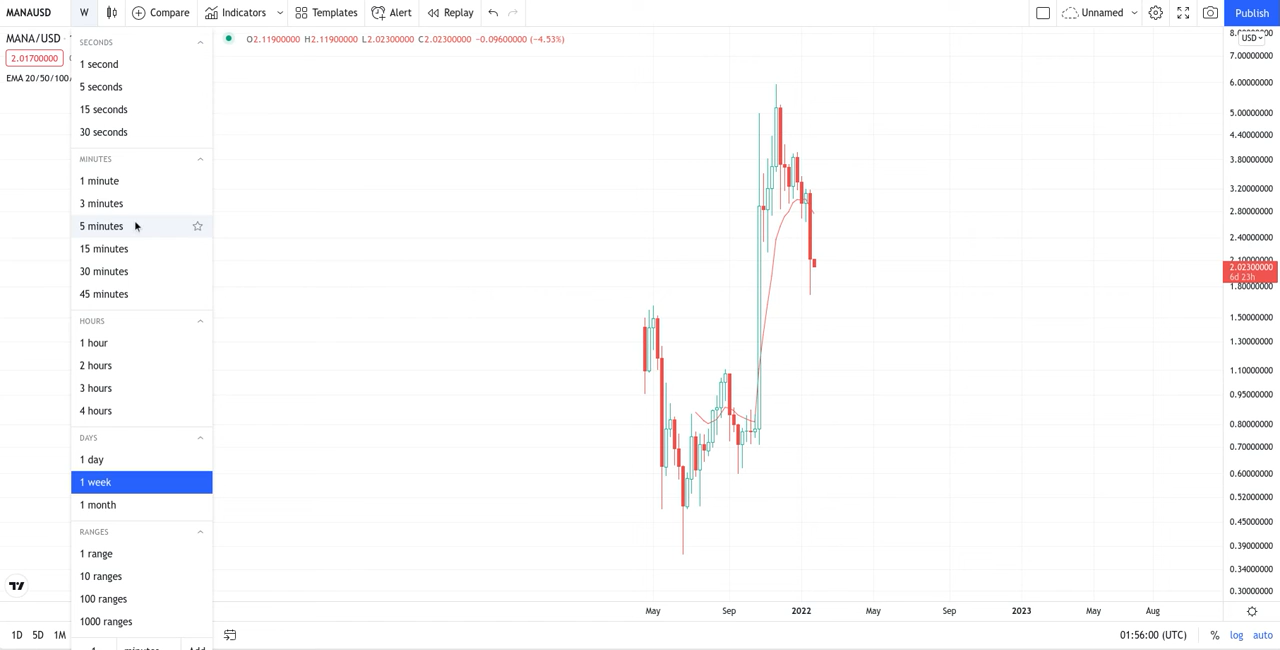 MANAUSD W Compare Indicators Templates Alert Replay Unnamed Publish
MANA/USD O2.11900000 H2.11900000 L2.02300000 C2.02300000 −0.09600000 (−4.53%)
USD
2.01700000
EMA 20/50/100/
SECONDS
1 second
5 seconds
15 seconds
30 seconds
MINUTES
1 minute
3 minutes
5 minutes
15 minutes
30 minutes
45 minutes
HOURS
1 hour
2 hours
3 hours
4 hours
DAYS
1 day
1 week
1 month
RANGES
1 range
10 ranges
100 ranges
1000 ranges
1 minutes Add
7.00000000
6.00000000
5.00000000
4.40000000
3.80000000
3.20000000
2.80000000
2.40000000
2.10000000
2.02300000
6d 23h
1.80000000
1.50000000
1.30000000
1.10000000
0.95000000
0.80000000
0.70000000
0.60000000
0.52000000
0.45000000
0.39000000
0.34000000
0.30000000
May Sep 2022 May Sep 2023 May Aug
1D 5D 1M 01:56:00 (UTC) % log auto